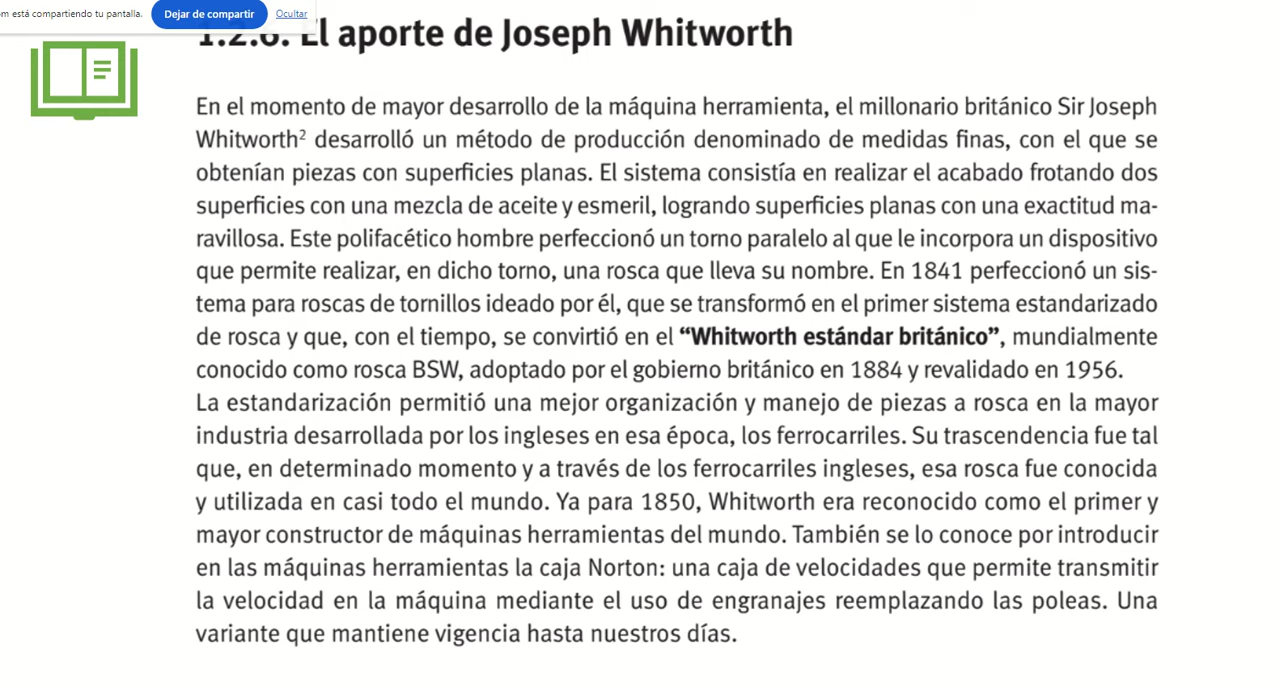 om está compartiendo tu pantalla. Dejar de compartir Ocultar
1.2.6. El aporte de Joseph Whitworth
En el momento de mayor desarrollo de la máquina herramienta, el millonario británico Sir Joseph
Whitworth² desarrolló un método de producción denominado de medidas finas, con el que se
obtenían piezas con superficies planas. El sistema consistía en realizar el acabado frotando dos
superficies con una mezcla de aceite y esmeril, logrando superficies planas con una exactitud ma-
ravillosa. Este polifacético hombre perfeccionó un torno paralelo al que le incorpora un dispositivo
que permite realizar, en dicho torno, una rosca que lleva su nombre. En 1841 perfeccionó un sis-
tema para roscas de tornillos ideado por él, que se transformó en el primer sistema estandarizado
de rosca y que, con el tiempo, se convirtió en el “Whitworth estándar británico”, mundialmente
conocido como rosca BSW, adoptado por el gobierno británico en 1884 y revalidado en 1956.
La estandarización permitió una mejor organización y manejo de piezas a rosca en la mayor
industria desarrollada por los ingleses en esa época, los ferrocarriles. Su trascendencia fue tal
que, en determinado momento y a través de los ferrocarriles ingleses, esa rosca fue conocida
y utilizada en casi todo el mundo. Ya para 1850, Whitworth era reconocido como el primer y
mayor constructor de máquinas herramientas del mundo. También se lo conoce por introducir
en las máquinas herramientas la caja Norton: una caja de velocidades que permite transmitir
la velocidad en la máquina mediante el uso de engranajes reemplazando las poleas. Una
variante que mantiene vigencia hasta nuestros días.